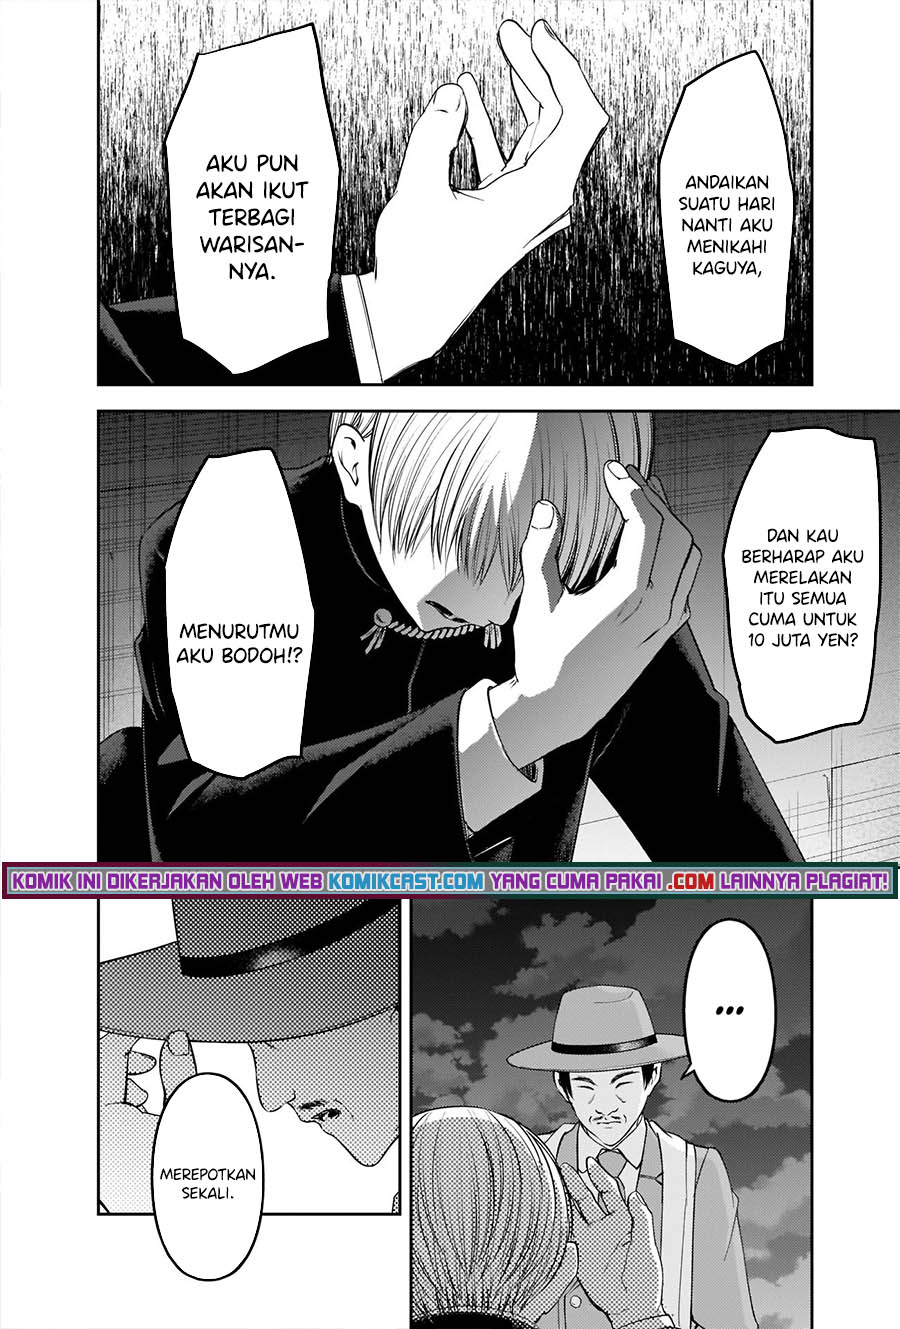 ANDAIKAN
SUATU HARI
NANTI AKU
MENIKAHI
KAGUYA,
AKU PUN
AKAN IKUT
TERBAGI
WARISAN-
NYA.
DAN KAU
BERHARAP AKU
MERELAKAN
ITU SEMUA
CUMA UNTUK
10 JUTA YEN?
MENURUTMU
AKU BODOH!?
KOMIK INI DIKERJAKAN OLEH WEB KOMIKCAST.COM YANG CUMA PAKAI .COM LAINNYA PLAGIAT!
...
MEREPOTKAN
SEKALI.